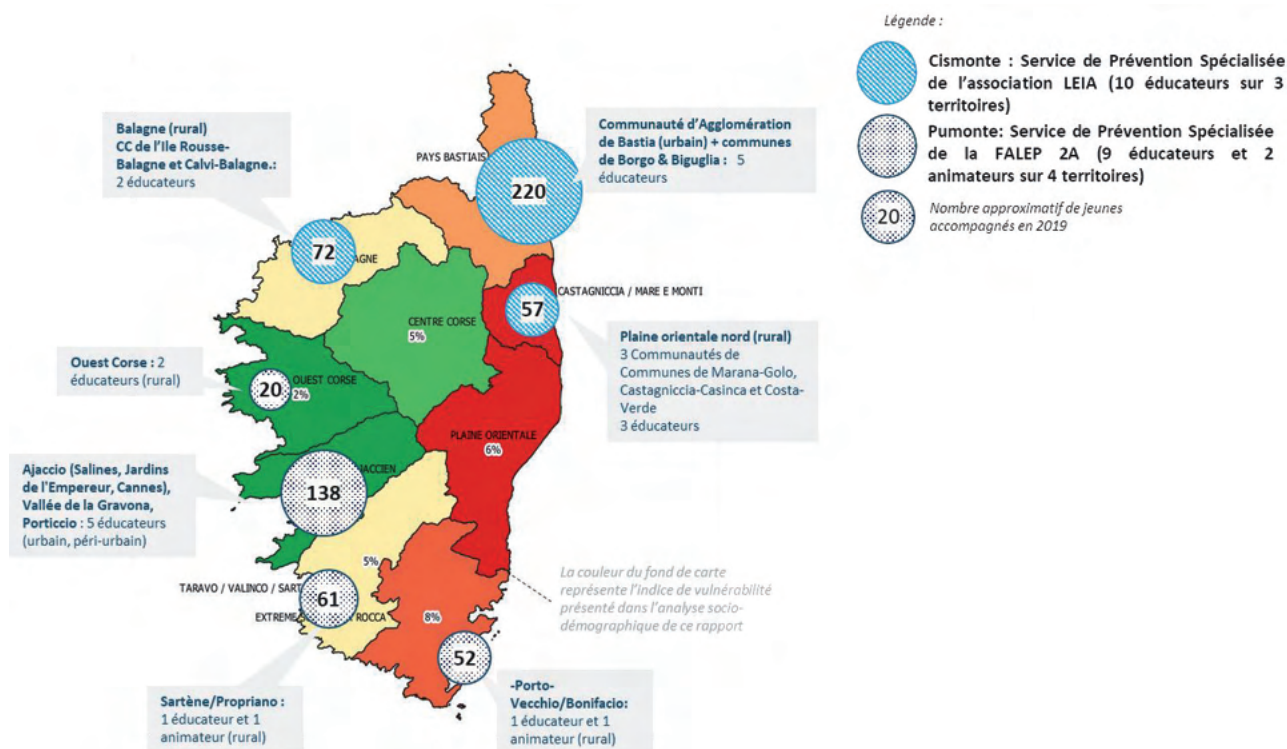 Légende :
Cismonte : Service de Prévention Spécialisée
de l’association LEIA (10 éducateurs sur 3
territoires)
Pumonte: Service de Prévention Spécialisée
de la FALEP 2A (9 éducateurs et 2
animateurs sur 4 territoires)
20
Nombre approximatif de jeunes
accompagnés en 2019
Balagne (rural)
CC de l’Ile Rousse-
Balagne et Calvi-Balagne.:
2 éducateurs
Communauté d’Agglomération
de Bastia (urbain) + communes
de Borgo & Biguglia : 5
éducateurs
PAYS BASTIAIS
220
72
CASTAGNICCIA / MARE E MONTI
57
CENTRE CORSE
5%
Plaine orientale nord (rural)
3 Communautés de
Communes de Marana-Golo,
Castagniccia-Casinca et Costa-
Verde
3 éducateurs
Ouest Corse : 2
éducateurs (rural)
OUEST CORSE
20
2%
PLAINE ORIENTALE
6%
Ajaccio (Salines, Jardins
de l'Empereur, Cannes),
Vallée de la Gravona,
Porticcio : 5 éducateurs
(urbain, péri-urbain)
138
5%
La couleur du fond de carte
représente l’indice de vulnérabilité
présenté dans l’analyse socio-
démographique de ce rapport
TARAVO / VALINCO / SART
61
EXTREME S
ROCCA
8%
52
Sartène/Propriano :
1 éducateur et 1
animateur (rural)
-Porto-
Vecchio/Bonifacio:
1 éducateur et 1
animateur (rural)